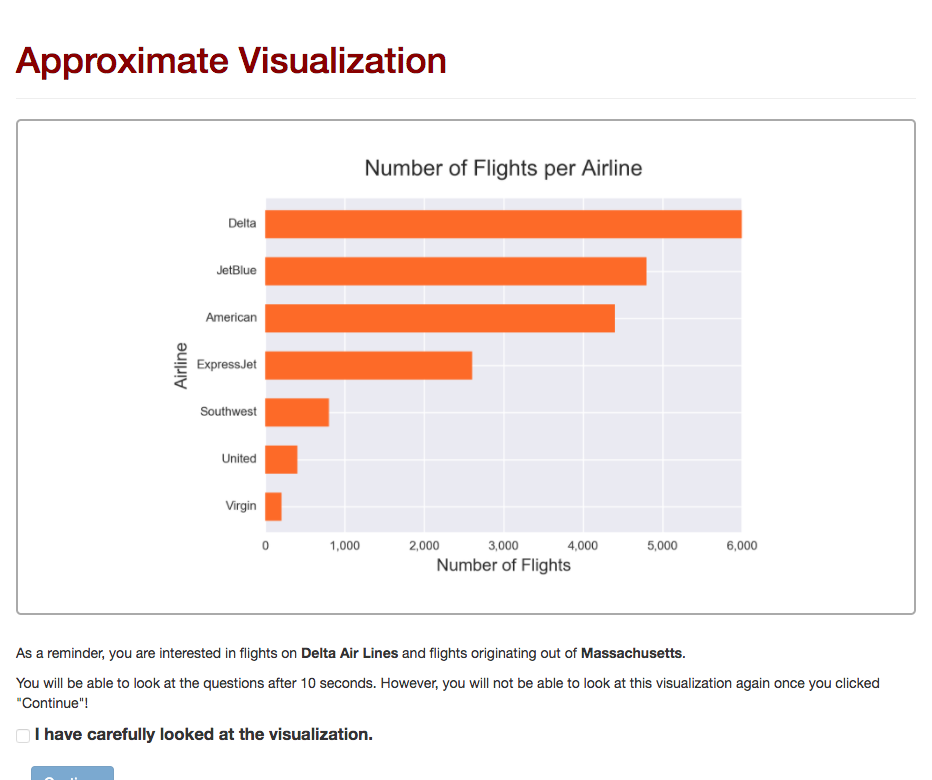 Approximate Visualization
Number of Flights per Airline
Delta
JetBlue
American
ExpressJet
Southwest
United
Virgin
Airline
0 1,000 2,000 3,000 4,000 5,000 6,000
Number of Flights
As a reminder, you are interested in flights on Delta Air Lines and flights originating out of Massachusetts.
You will be able to look at the questions after 10 seconds. However, you will not be able to look at this visualization again once you clicked
"Continue"!
I have carefully looked at the visualization.